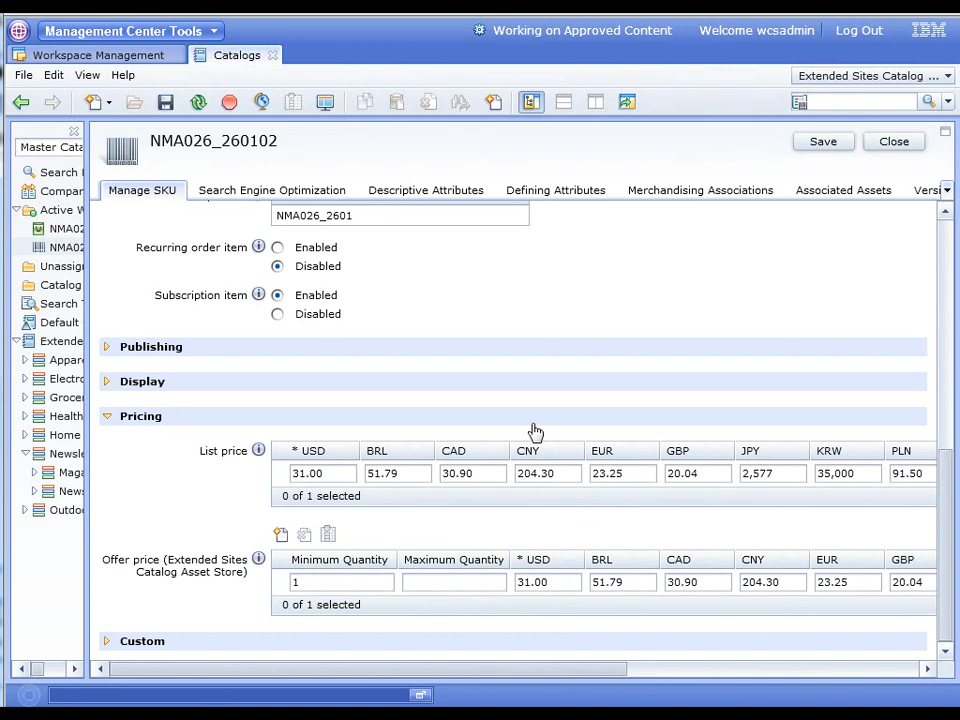 Management Center Tools
Working on Approved Content
Welcome wcsadmin
Log Out
IBM
Workspace Management
Catalogs
File
Edit
View
Help
Extended Sites Catalog ...
Master Cata
NMA026_260102
Save
Close
Search
Compar
Active W
NMA02
NMA02
Unassig
Catalog
Search T
Default
Extende
Appare
Electro
Grocer
Health
Home
Newsle
Maga
News
Outdoo
Manage SKU
Search Engine Optimization
Descriptive Attributes
Defining Attributes
Merchandising Associations
Associated Assets
Versi
NMA026_2601
Recurring order item
Enabled
Disabled
Subscription item
Enabled
Disabled
Publishing
Display
Pricing
List price
* USD BRL CAD CNY EUR GBP JPY KRW PLN
31.00 51.79 30.90 204.30 23.25 20.04 2,577 35,000 91.50
0 of 1 selected
Offer price (Extended Sites
Catalog Asset Store)
Minimum Quantity Maximum Quantity * USD BRL CAD CNY EUR GBP
1 31.00 51.79 30.90 204.30 23.25 20.04
0 of 1 selected
Custom